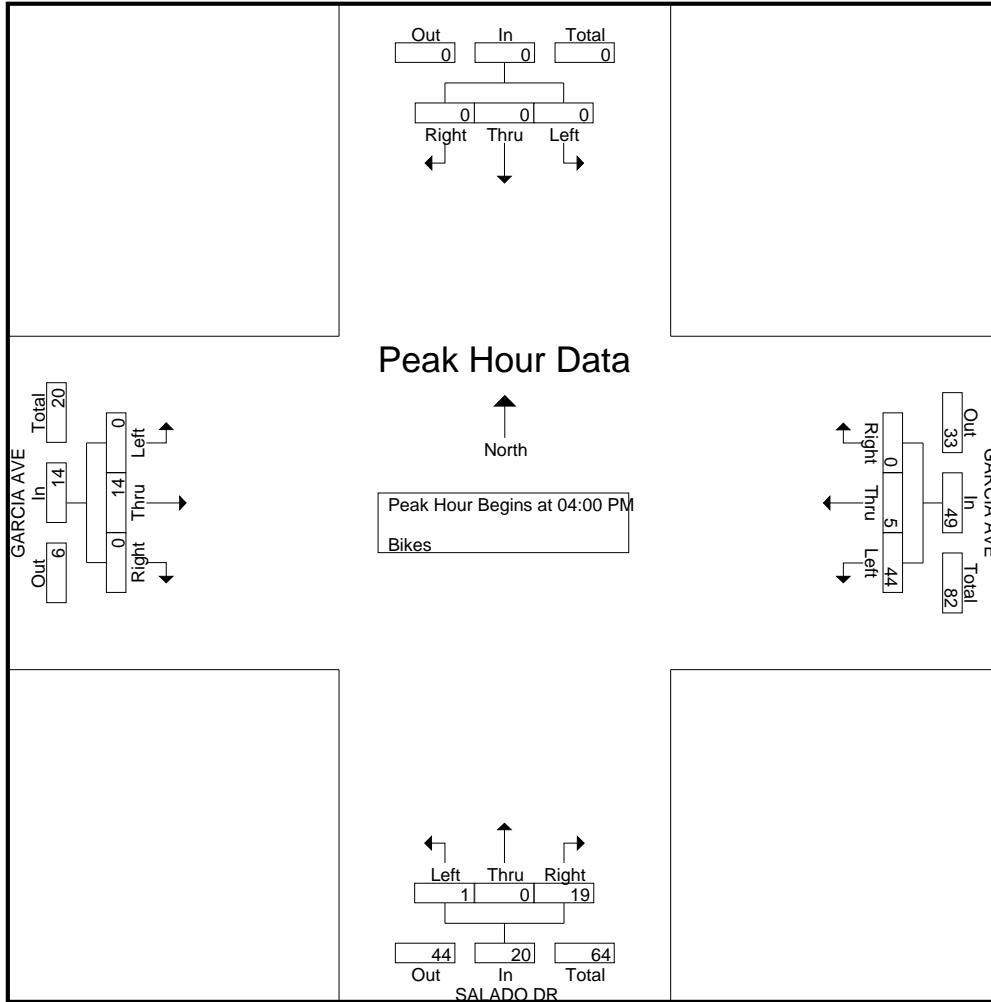 Out In Total
0 0 0
0 0 0
Right Thru Left
Peak Hour Data
North
Peak Hour Begins at 04:00 PM
Bikes
GARCIA AVE
Out In Total
6 14 20
Left Thru Right
0 14 0
GARCIA AVE
Out In Total
33 49 82
Right Thru Left
0 5 44
Left Thru Right
1 0 19
44 20 64
Out In Total
SALADO DR